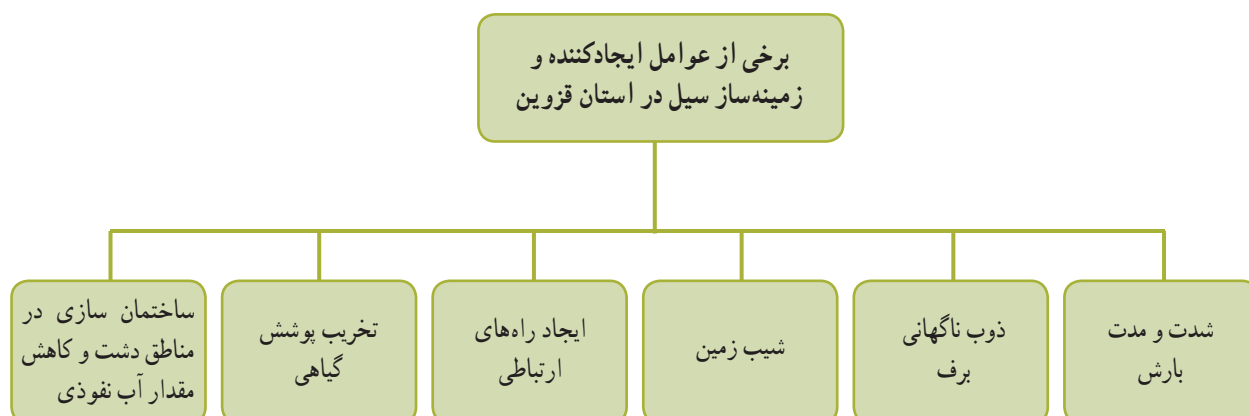 برخی از عوامل ایجادکننده و
زمینه‌ساز سیل در استان قزوین
شدت و مدت
بارش
ذوب ناگهانی
برف
شیب زمین
ایجاد راه‌های
ارتباطی
تخریب پوشش
گیاهی
ساختمان سازی در
مناطق دشت و کاهش
مقدار آب نفوذی